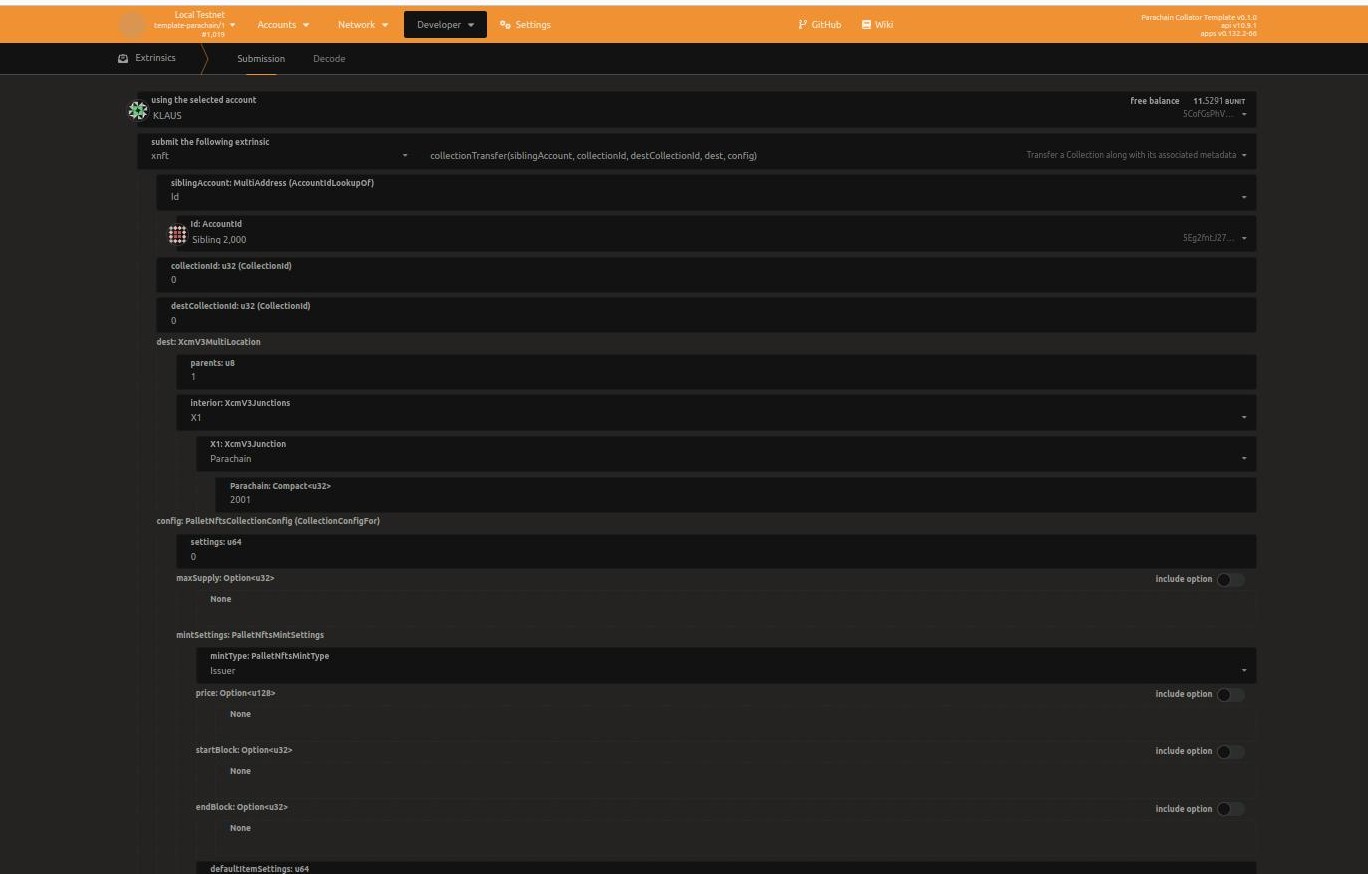 Local Testnet
template-parachain/1
#1,019
Accounts
Network
Developer
Settings
GitHub
Wiki
Parachain Collator Template v0.1.0
api v10.9.1
apps v0.132.2-66
Extrinsics
Submission
Decode
using the selected account
KLAUS
free balance 11.5291 BUNIT
5CofGsPhV...
submit the following extrinsic
xnft
collectionTransfer(siblingAccount, collectionId, destCollectionId, dest, config)
Transfer a Collection along with its associated metadata
siblingAccount: MultiAddress (AccountIdLookupOf)
Id
Id: AccountId
Sibling 2,000
5Eg2fntJ27...
collectionId: u32 (CollectionId)
0
destCollectionId: u32 (CollectionId)
0
dest: XcmV3MultiLocation
parents: u8
1
interior: XcmV3Junctions
X1
X1: XcmV3Junction
Parachain
Parachain: Compact<u32>
2001
config: PalletNftsCollectionConfig (CollectionConfigFor)
settings: u64
0
maxSupply: Option<u32>
include option
None
mintSettings: PalletNftsMintSettings
mintType: PalletNftsMintType
Issuer
price: Option<u128>
include option
None
startBlock: Option<u32>
include option
None
endBlock: Option<u32>
include option
None
defaultItemSettings: u64